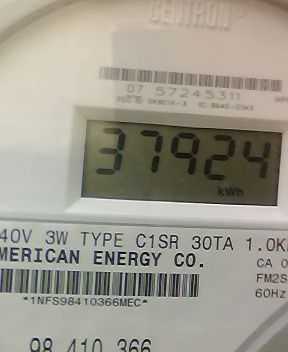 CENTRON®
07 57245311
37924
kWh
40V 3W TYPE C1SR 30TA 1.0K
MERICAN ENERGY CO.
CA 0
FM2S
60Hz
*1NFS98410366MEC*
98 410 366